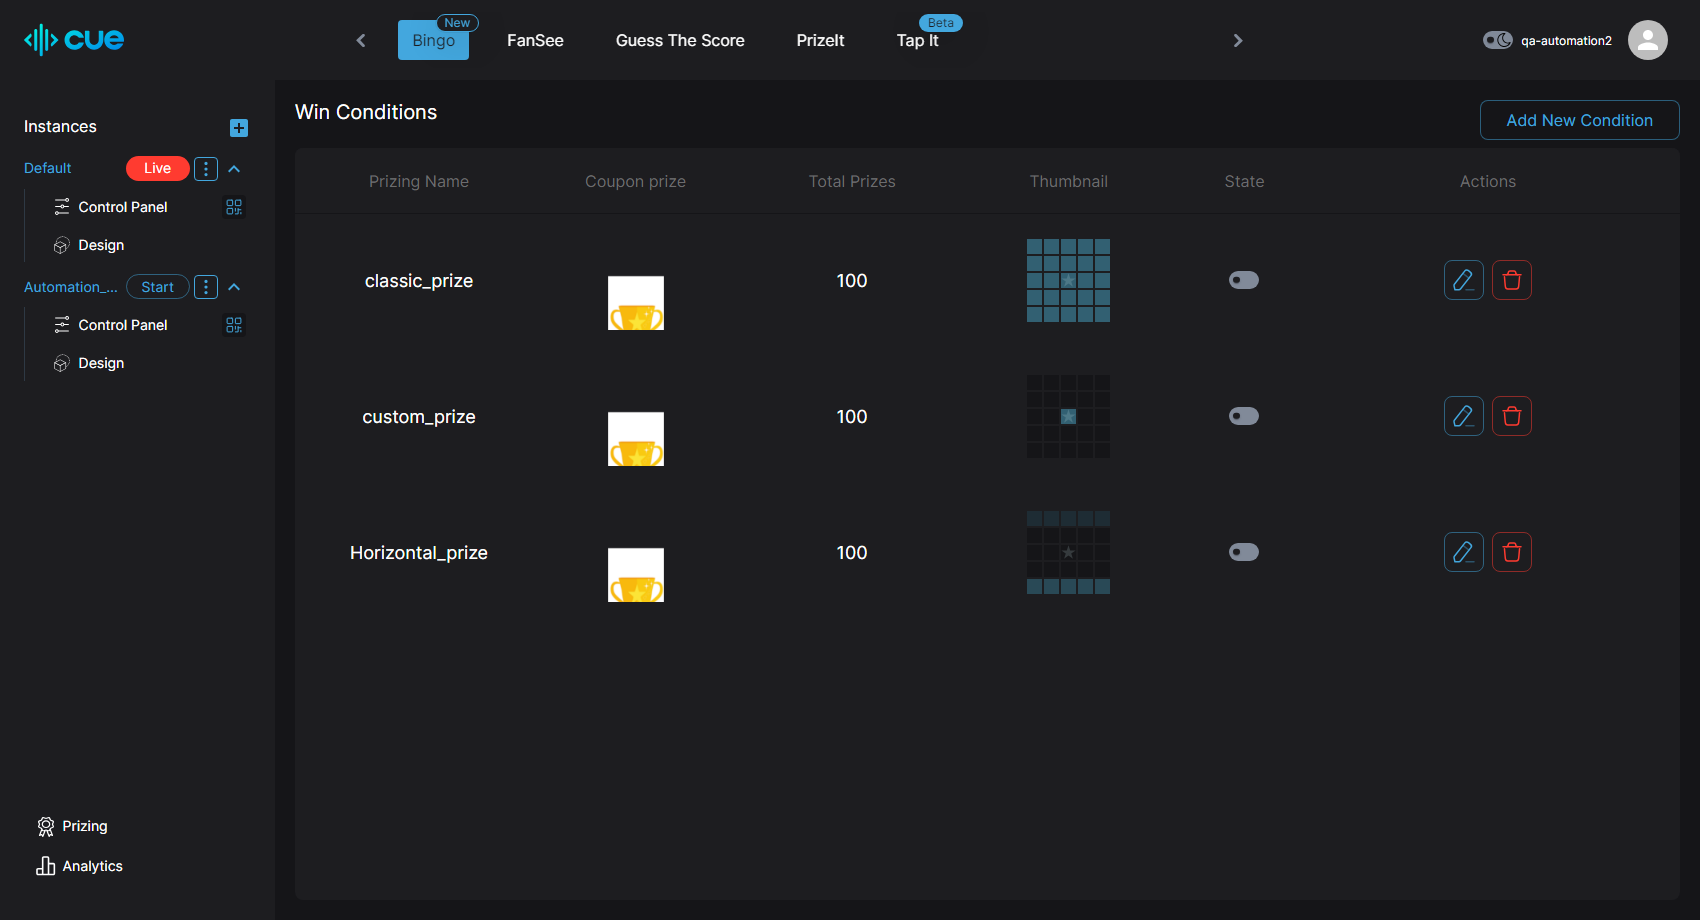 cue
Bingo
New
FanSee
Guess The Score
PrizeIt
Tap It
Beta
qa-automation2
Instances
Default
Live
Control Panel
Design
Automation_...
Start
Control Panel
Design
Prizing
Analytics
Win Conditions
Add New Condition
Prizing Name Coupon prize Total Prizes Thumbnail State Actions
classic_prize 100
custom_prize 100
Horizontal_prize 100